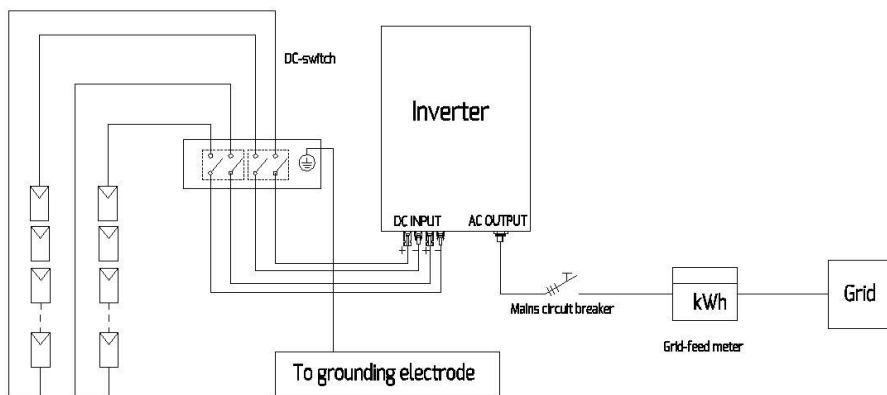 DC-switch
Inverter
DC INPUT
AC OUTPUT
+ - + -
Mains circuit breaker
kWh
Grid-feed meter
Grid
To grounding electrode